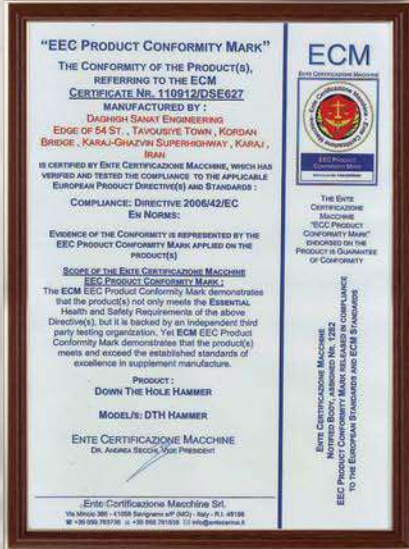 "EEC PRODUCT CONFORMITY MARK"
THE CONFORMITY OF THE PRODUCT(S),
REFERRING TO THE ECM
CERTIFICATE NR. 110912/DSE627
MANUFACTURED BY :
DAGHIGH SANAT ENGINEERING
EDGE OF 54 ST., TAVOUSIYE TOWN , KORDAN
BRIDGE , KARAJ-GHAZVIN SUPERHIGHWAY, KARAJ ,
IRAN
IS CERTIFIED BY ENTE CERTIFICAZIONE MACCHINE, WHICH HAS
VERIFIED AND TESTED THE COMPLIANCE TO THE APPLICABLE
EUROPEAN PRODUCT DIRECTIVE(S) AND STANDARDS :
COMPLIANCE: DIRECTIVE 2006/42/EC
EN NORMS:
EVIDENCE OF THE CONFORMITY IS REPRESENTED BY THE
EEC PRODUCT CONFORMITY MARK APPLIED ON THE
PRODUCT(S)
SCOPE OF THE ENTE CERTIFICAZIONE MACCHINE
EEC PRODUCT CONFORMITY MARK :
The ECM EEC Product Conformity Mark demonstrates
that the product(s) not only meets the ESSENTIAL
Health and Safety Requirements of the above
Directive(s), but it is backed by an independent third
party testing organization. Yet ECM EEC Product
Conformity Mark demonstrates that the product(s)
meets and exceed the established standards of
excellence in supplement manufacture.
PRODUCT :
DOWN THE HOLE HAMMER
MODEL/S: DTH HAMMER
ENTE CERTIFICAZIONE MACCHINE
DR. ANDREA SECCHI, VICE PRESIDENT
Ente Certificazione Macchine Srl.
Via Mincio 386 - 41056 Savignano s/P (MO) - Italy - R.I. 45156
ECM
ENTE CERTIFICAZIONE MACCHINE
EEC PRODUCT
CONFORMITY MARK
THE ENTE
CERTIFICAZIONE
MACCHINE
"ECC PRODUCT
CONFORMITY MARK"
ENDORSED ON THE
PRODUCT IS GUARANTEE
OF CONFORMITY
ENTE CERTIFICAZIONE MACCHINE
NOTIFIED BODY, ASSIGNED NR. 1282
EEC PRODUCT CONFORMITY MARK RELEASED IN COMPLIANCE
TO THE EUROPEAN STANDARDS AND ECM STANDARDS